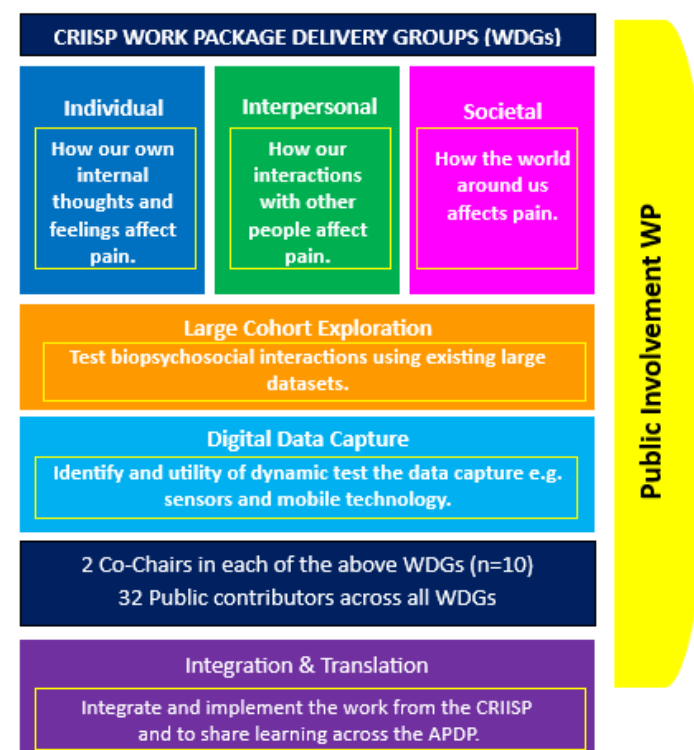 CRIISP WORK PACKAGE DELIVERY GROUPS (WDGs)
Individual
How our own
internal
thoughts and
feelings affect
pain.
Interpersonal
How our
interactions
with other
people affect
pain.
Societal
How the world
around us
affects pain.
Large Cohort Exploration
Test biopsychosocial interactions using existing large
datasets.
Digital Data Capture
Identify and utility of dynamic test the data capture e.g.
sensors and mobile technology.
2 Co-Chairs in each of the above WDGs (n=10)
32 Public contributors across all WDGs
Integration & Translation
Integrate and implement the work from the CRIISP
and to share learning across the APDP.
Public Involvement WP